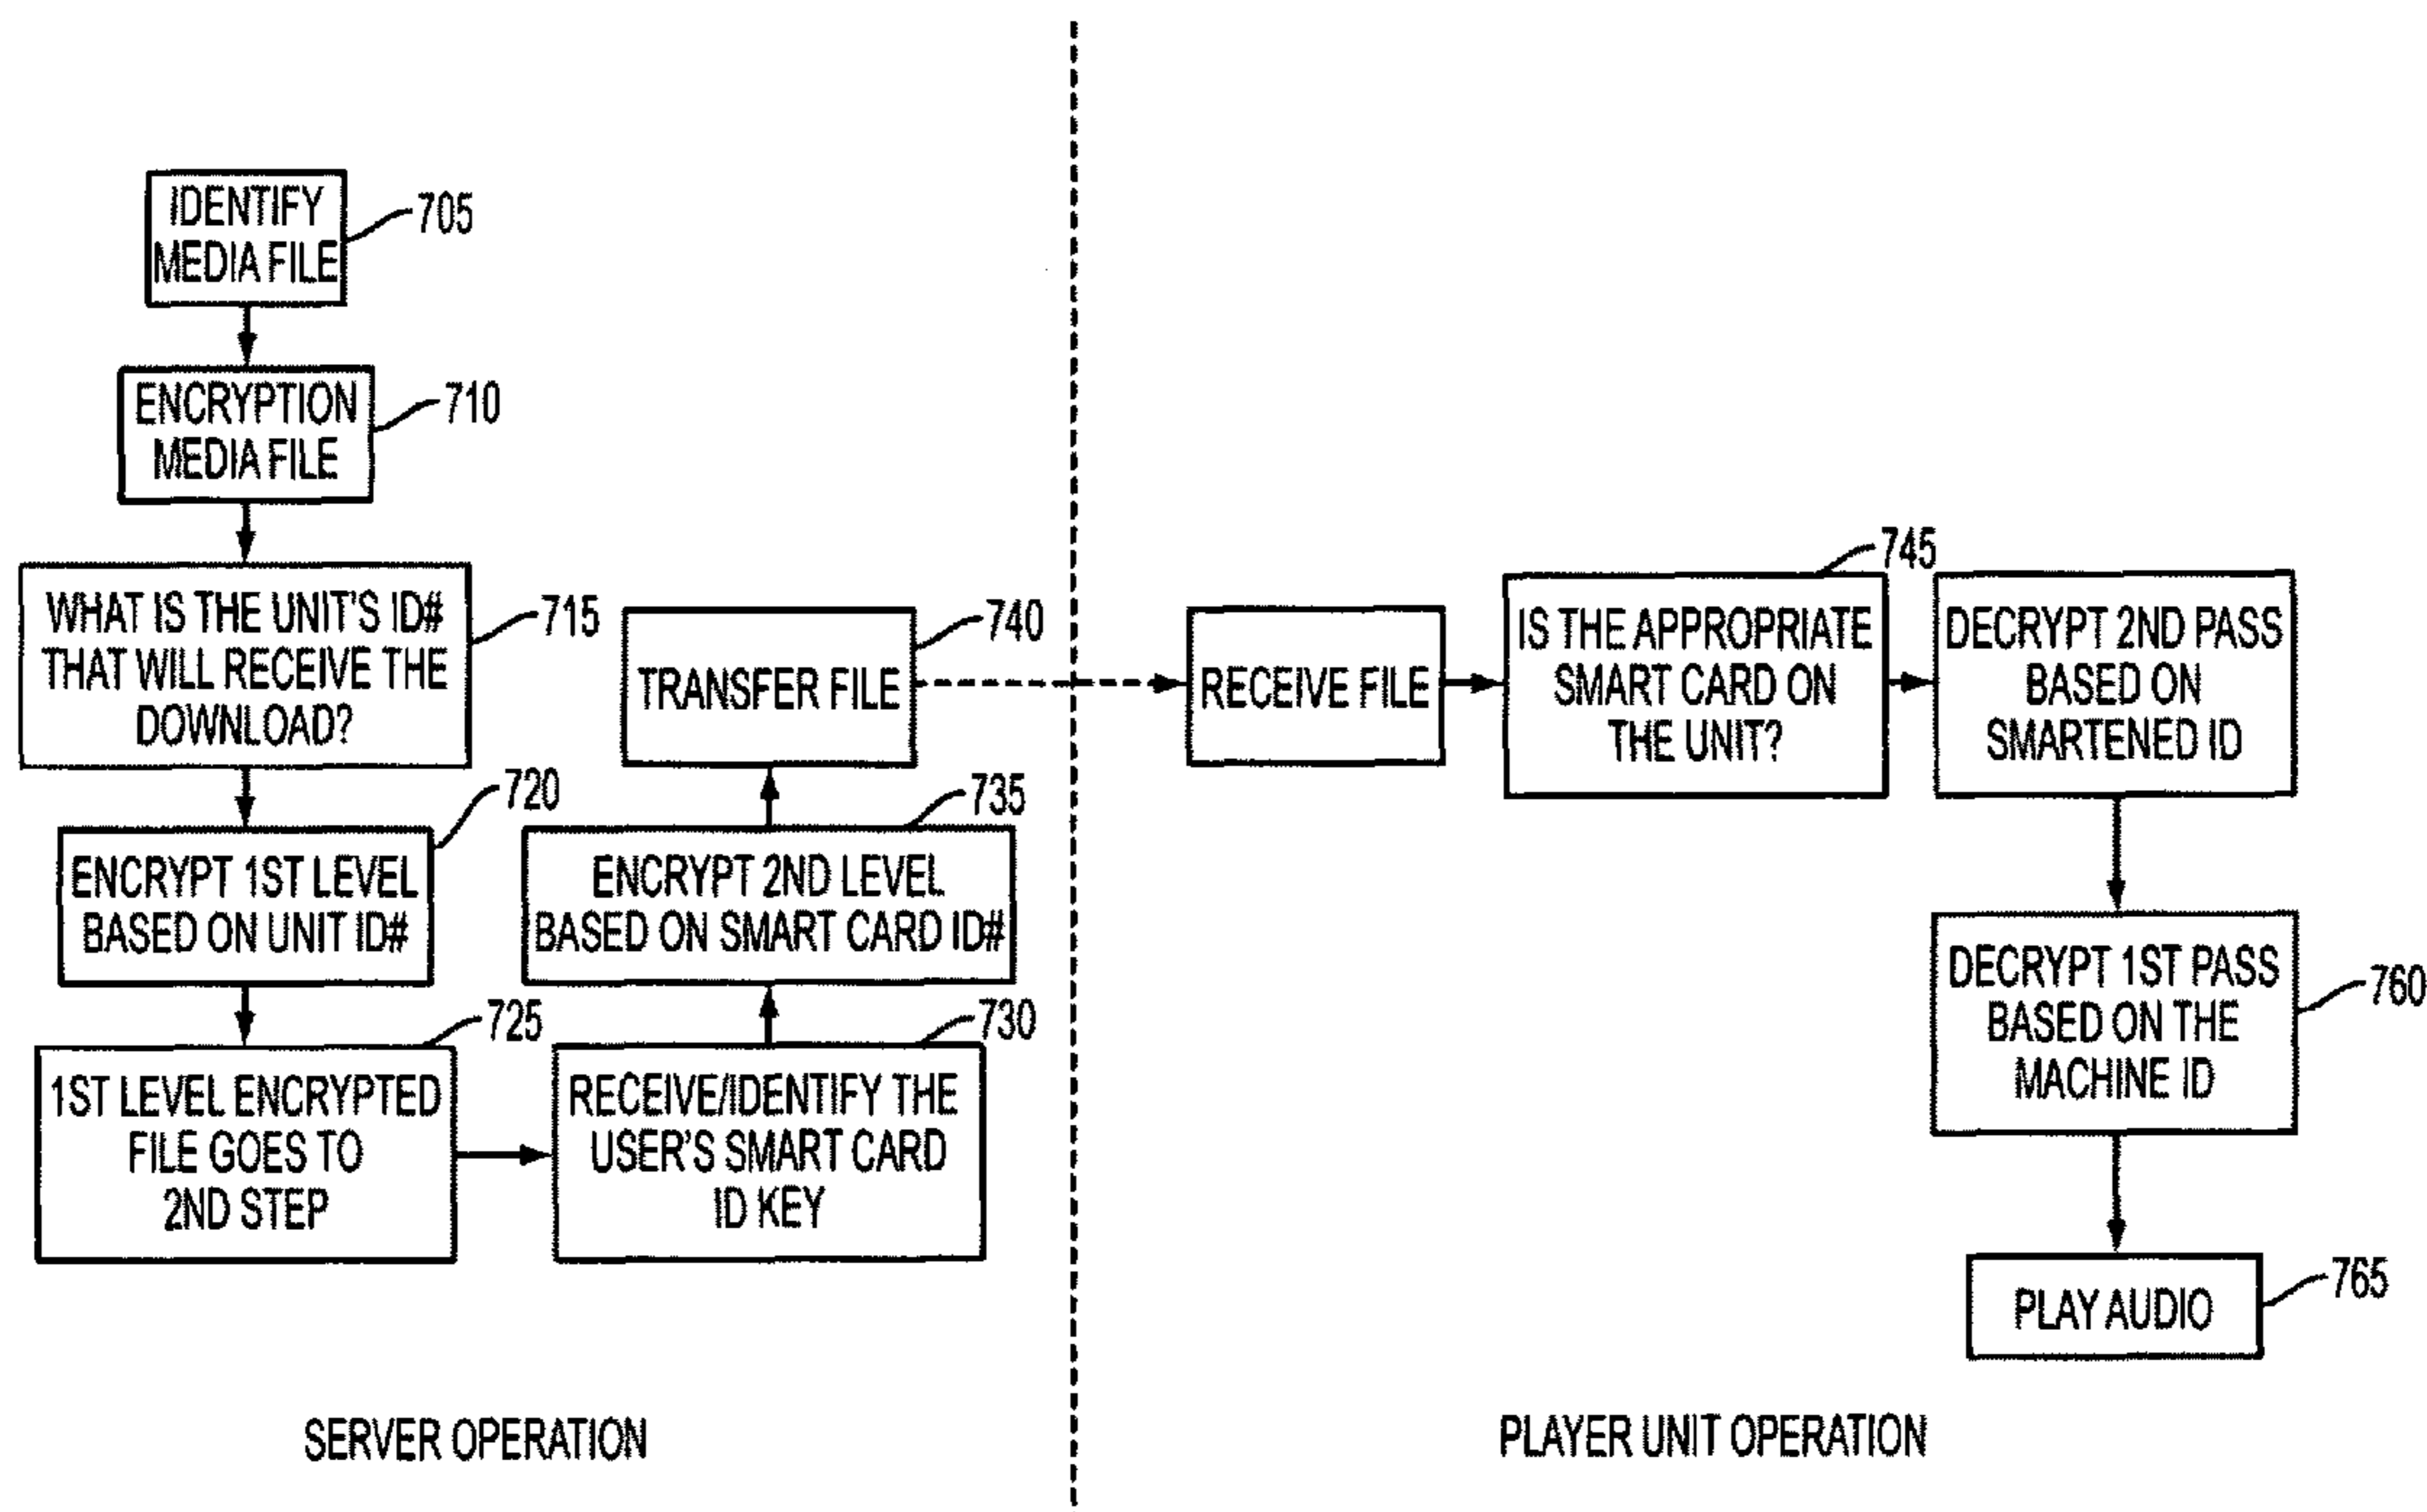 IDENTIFY
MEDIA FILE
705
ENCRYPTION
MEDIA FILE
710
WHAT IS THE UNIT'S ID#
THAT WILL RECEIVE THE
DOWNLOAD?
715
ENCRYPT 1ST LEVEL
BASED ON UNIT ID#
720
1ST LEVEL ENCRYPTED
FILE GOES TO
2ND STEP
725
RECEIVE/IDENTIFY THE
USER'S SMART CARD
ID KEY
730
ENCRYPT 2ND LEVEL
BASED ON SMART CARD ID#
735
TRANSFER FILE
740
SERVER OPERATION
RECEIVE FILE
IS THE APPROPRIATE
SMART CARD ON
THE UNIT?
745
DECRYPT 2ND PASS
BASED ON
SMARTENED ID
DECRYPT 1ST PASS
BASED ON THE
MACHINE ID
760
PLAY AUDIO
765
PLAYER UNIT OPERATION